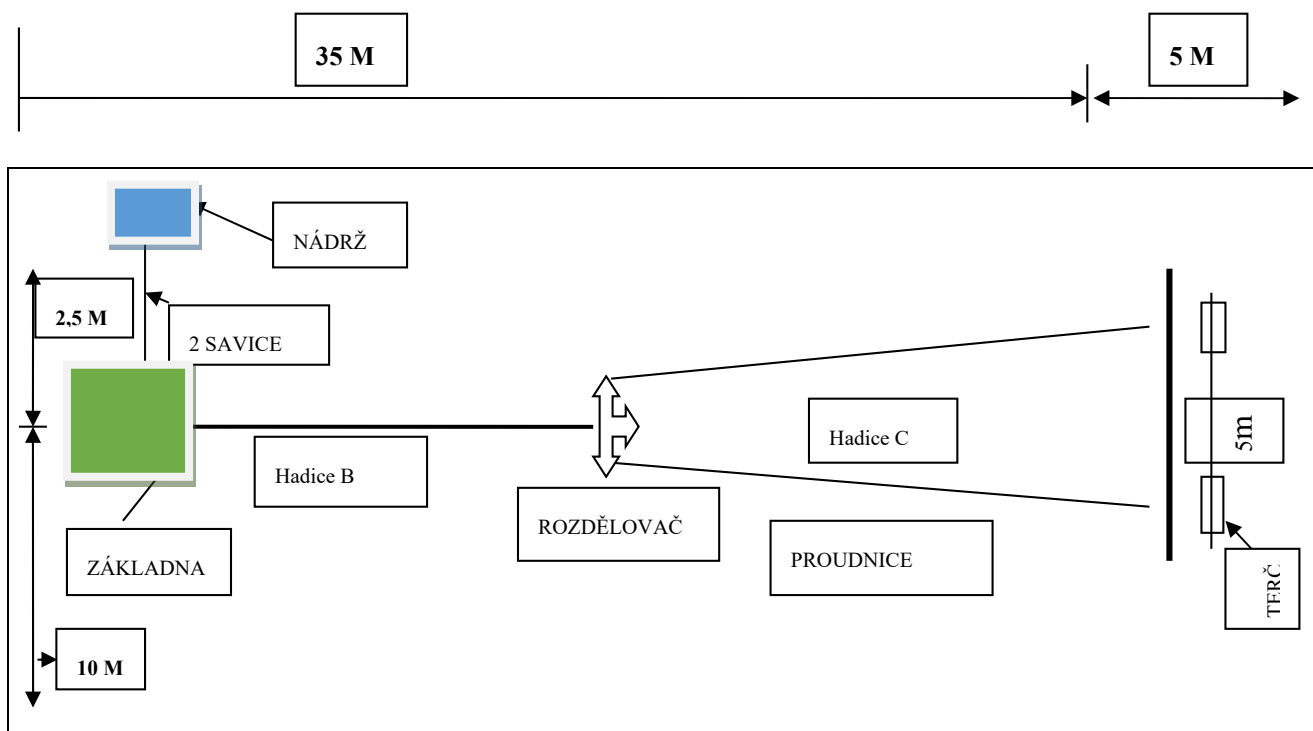 35 M
5 M
NÁDRŽ
2,5 M
2 SAVICE
Hadice B
Hadice C
5m
ROZDĚLOVAČ
ZÁKLADNA
PROUDNICE
TERČ
10 M